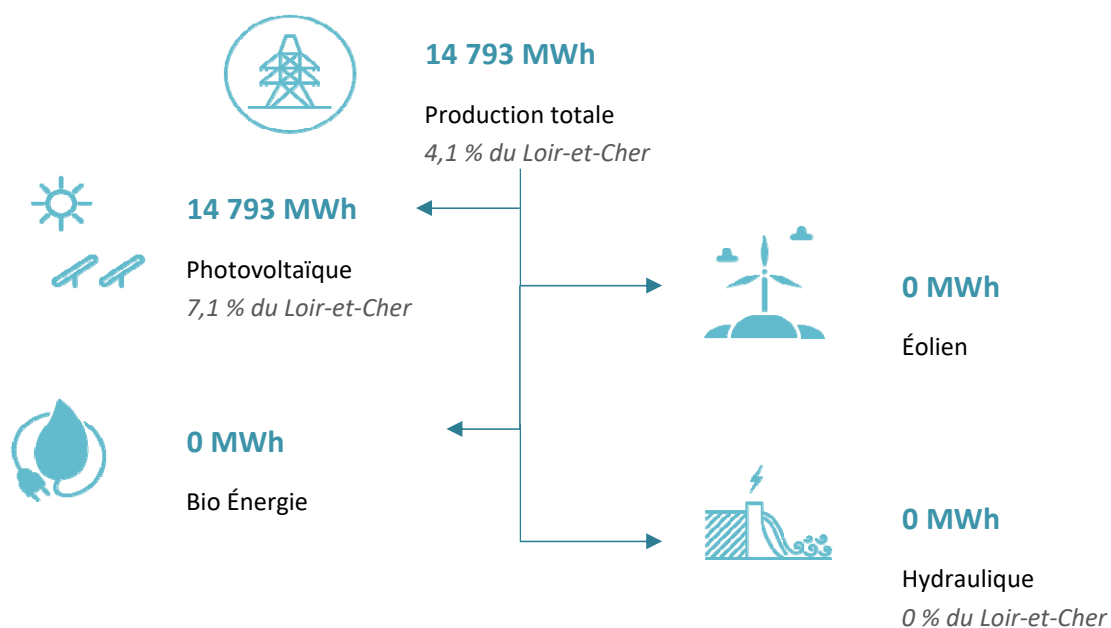 14 793 MWh
Production totale
4,1 % du Loir-et-Cher
14 793 MWh
Photovoltaïque
7,1 % du Loir-et-Cher
0 MWh
Éolien
0 MWh
Bio Énergie
0 MWh
Hydraulique
0 % du Loir-et-Cher